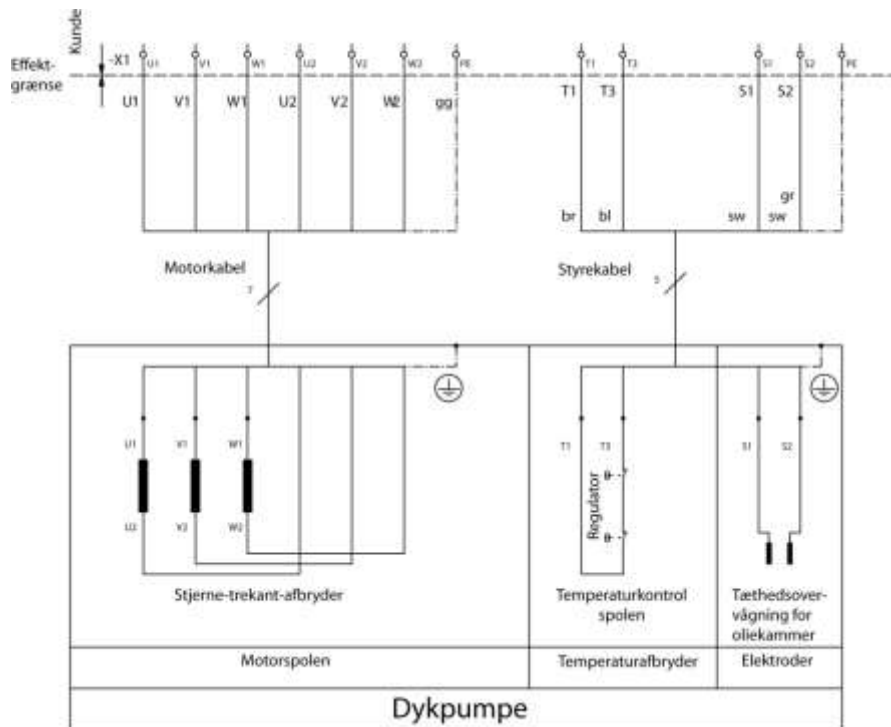 Kunde
Effekt-
grænse
-X1
U1 V1 W1 U2 V2 W2 PE T1 T3 S1 S2 PE
U1 V1 W1 U2 V2 W2 gg T1 T3 S1 S2
gr
br bl sw sw
Motorkabel
7
Styrekabel
5
U1 V1 W1 T1 T3 S1 S2
Regulator
U2 V2 W2
Stjerne-trekant-afbryder
Temperaturkontrol
spolen
Tæthedsover-
vågning for
oliekammer
Motorspolen
Temperaturafbryder
Elektroder
Dykpumpe